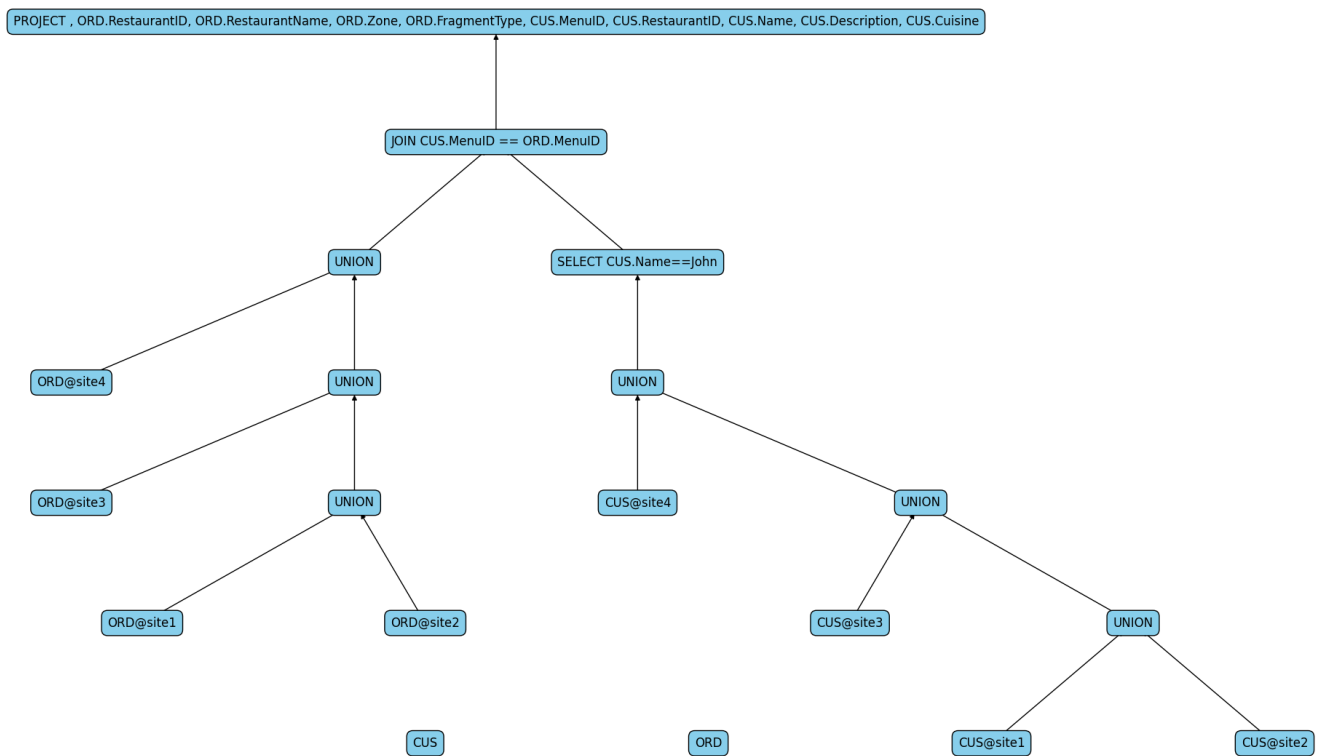 PROJECT , ORD.RestaurantID, ORD.RestaurantName, ORD.Zone, ORD.FragmentType, CUS.MenuID, CUS.RestaurantID, CUS.Name, CUS.Description, CUS.Cuisine
JOIN CUS.MenuID == ORD.MenuID
UNION
SELECT CUS.Name==John
ORD@site4
UNION
UNION
ORD@site3
UNION
CUS@site4
UNION
ORD@site1
ORD@site2
CUS@site3
UNION
CUS
ORD
CUS@site1
CUS@site2